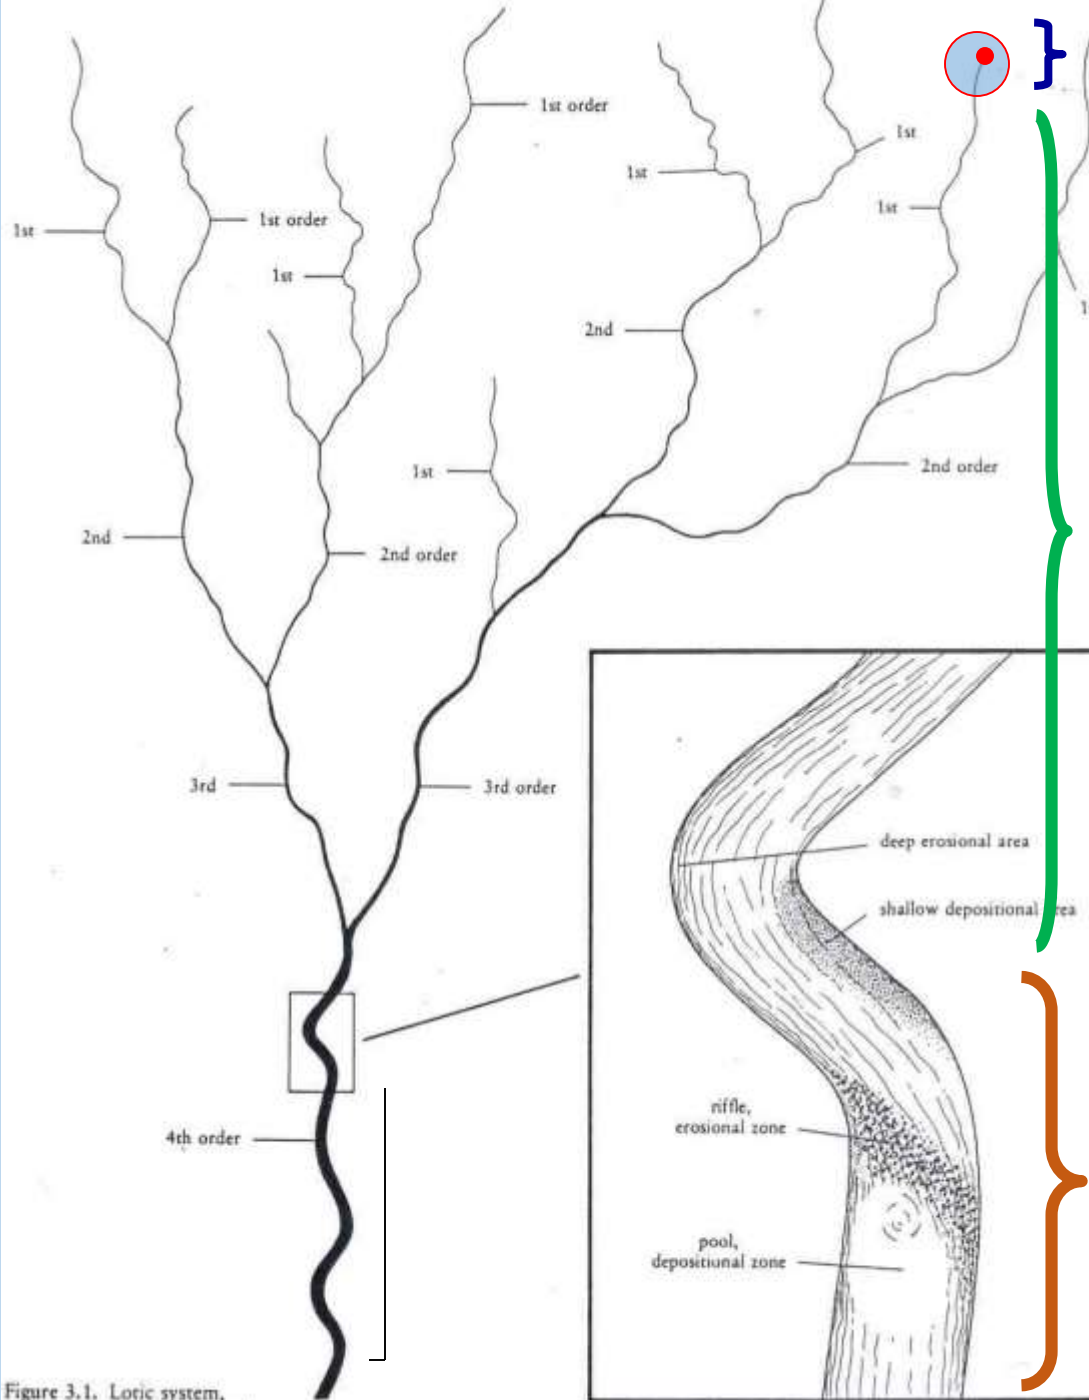 1st order
1st
1st
1st
1st order
1st
1st
2nd
1st
2nd order
2nd
2nd order
3rd
3rd order
deep erosional area
shallow depositional area
riffle,
erosional zone
4th order
pool,
depositional zone
Figure 3.1. Lotic system.